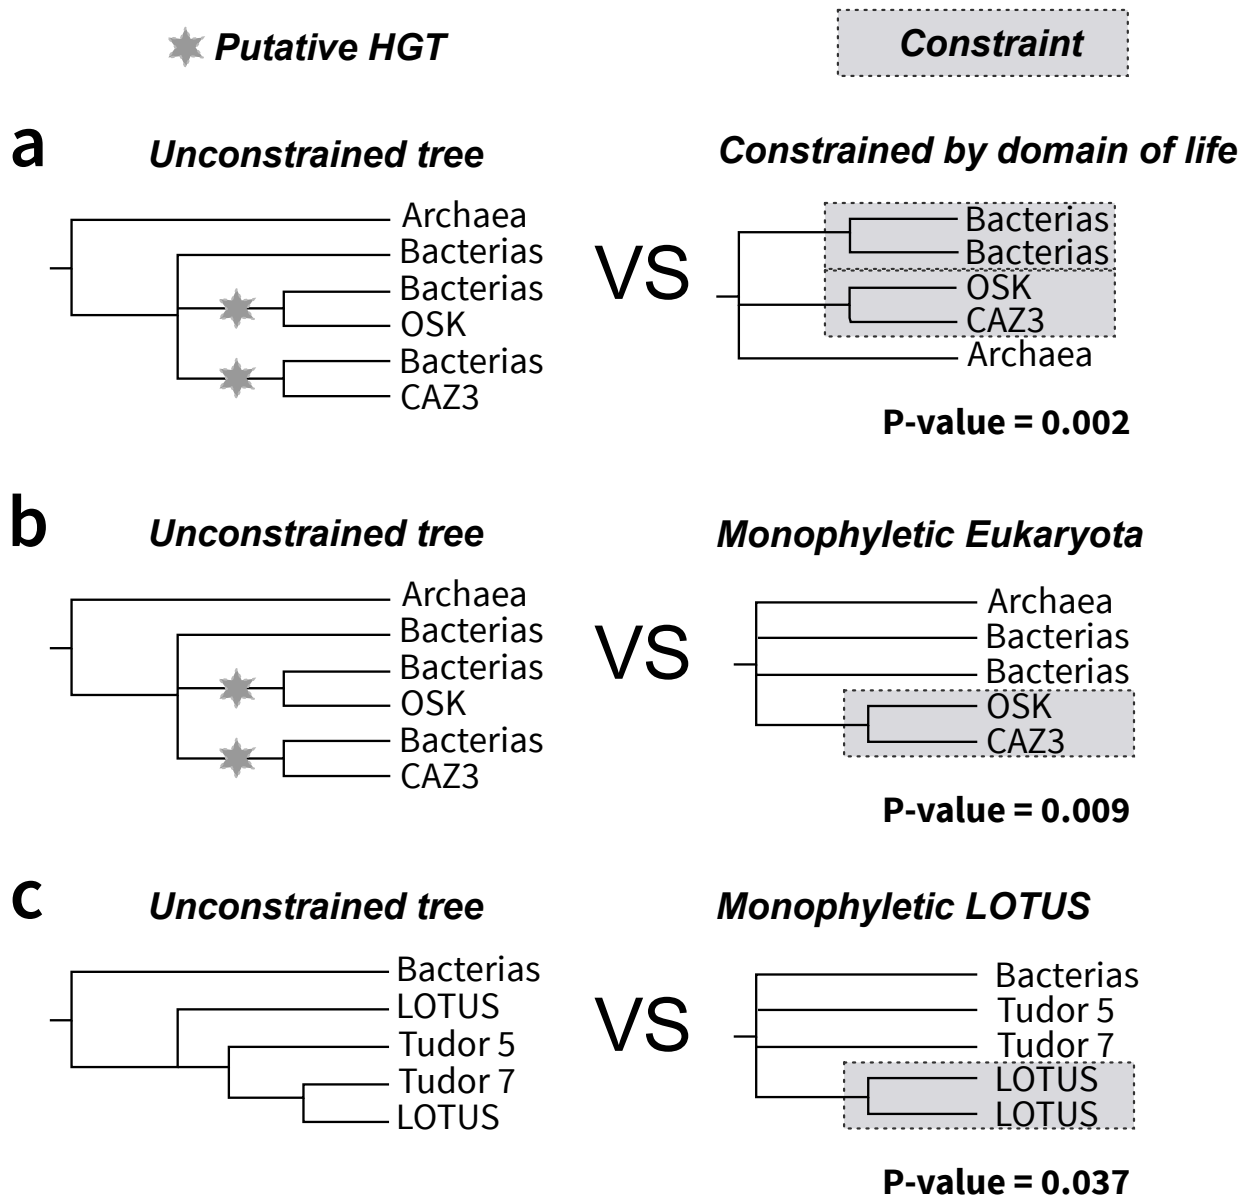 Putative HGT
Constraint
a
Unconstrained tree
Constrained by domain of life
Archaea
Bacterias
Bacterias
OSK
Bacterias
CAZ3
VS
Bacterias
Bacterias
OSK
CAZ3
Archaea
P-value = 0.002
b
Unconstrained tree
Monophyletic Eukaryota
Archaea
Bacterias
Bacterias
OSK
Bacterias
CAZ3
VS
Archaea
Bacterias
Bacterias
OSK
CAZ3
P-value = 0.009
c
Unconstrained tree
Monophyletic LOTUS
Bacterias
LOTUS
Tudor 5
Tudor 7
LOTUS
VS
Bacterias
Tudor 5
Tudor 7
LOTUS
LOTUS
P-value = 0.037